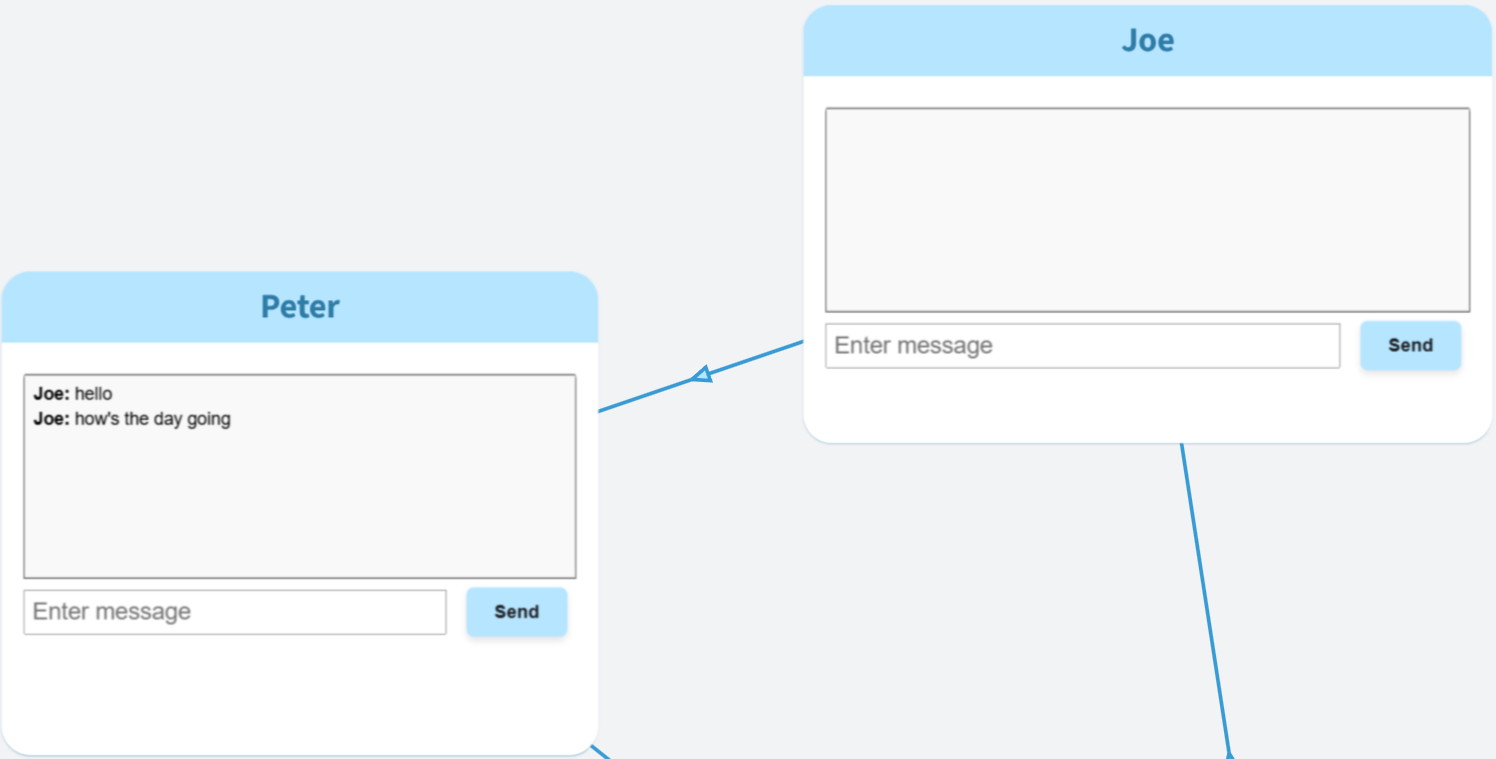 Joe
Enter message
Send
Peter
Joe: hello
Joe: how's the day going
Enter message
Send